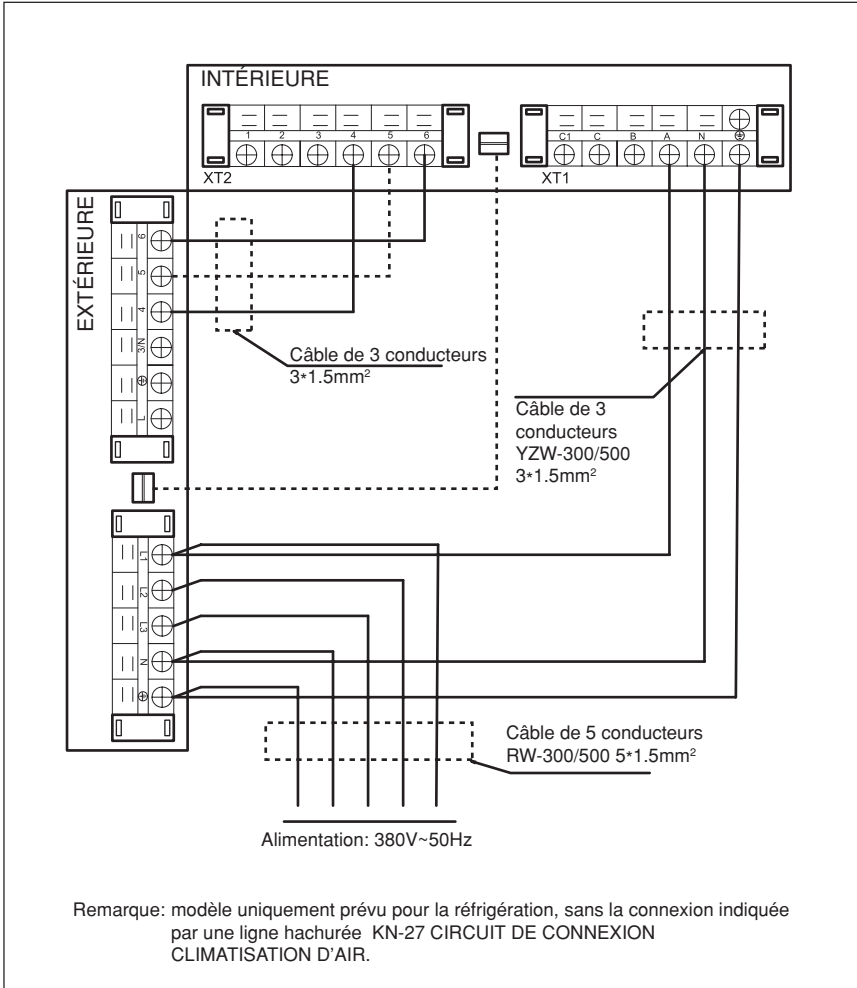 INTÉRIEURE
1 2 3 4 5 6
C1 C B A N
XT2
XT1
EXTÉRIEURE
6
5
4
3/N
L
Câble de 3 conducteurs
3*1.5mm²
Câble de 3
conducteurs
YZW-300/500
3*1.5mm²
L1
L2
L3
N
Câble de 5 conducteurs
RW-300/500 5*1.5mm²
Alimentation: 380V~50Hz
Remarque: modèle uniquement prévu pour la réfrigération, sans la connexion indiquée
par une ligne hachurée KN-27 CIRCUIT DE CONNEXION
CLIMATISATION D'AIR.